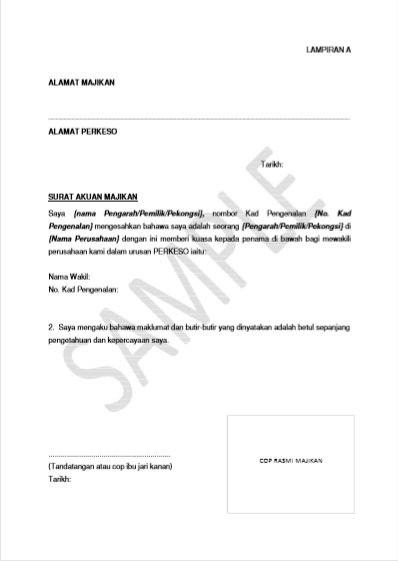 LAMPIRAN A
ALAMAT MAJIKAN
ALAMAT PERKESO
Tarikh:
SURAT AKUAN MAJIKAN
Saya [nama Pengarah/Pemilik/Pekongsi], nombor Kad Pengenalan [No. Kad
Pengenalan] mengesahkan bahawa saya adalah seorang [Pengarah/Pemilik/Pekongsi] di
[Nama Perusahaan] dengan ini memberi kuasa kepada penama di bawah bagi mewakili
perusahaan kami dalam urusan PERKESO iaitu:
Nama Wakil:
No. Kad Pengenalan:
2. Saya mengaku bahawa maklumat dan butir-butir yang dinyatakan adalah betul sepanjang
pengetahuan dan kepercayaan saya.
SAMPLE
COP RASMI MAJIKAN
(Tandatangan atau cop ibu jari kanan)
Tarikh: